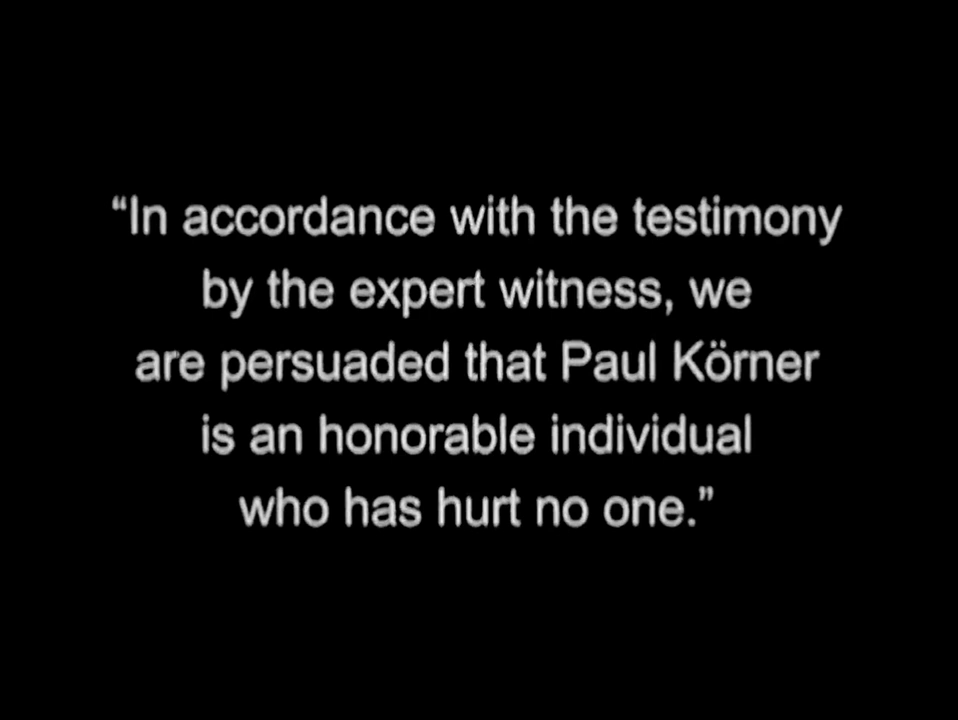 “In accordance with the testimony
by the expert witness, we
are persuaded that Paul Körner
is an honorable individual
who has hurt no one.”